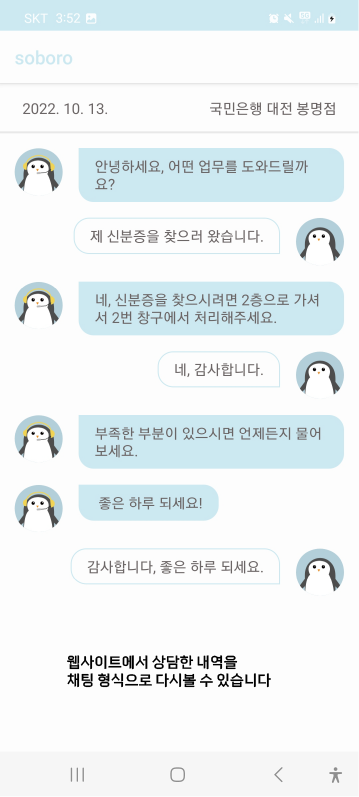 SKT 3:52
soboro
2022. 10. 13. 국민은행 대전 봉명점
안녕하세요, 어떤 업무를 도와드릴까
요?
제 신분증을 찾으러 왔습니다.
네, 신분증을 찾으시려면 2층으로 가셔
서 2번 창구에서 처리해주세요.
네, 감사합니다.
부족한 부분이 있으시면 언제든지 물어
보세요.
좋은 하루 되세요!
감사합니다, 좋은 하루 되세요.
웹사이트에서 상담한 내역을
채팅 형식으로 다시볼 수 있습니다